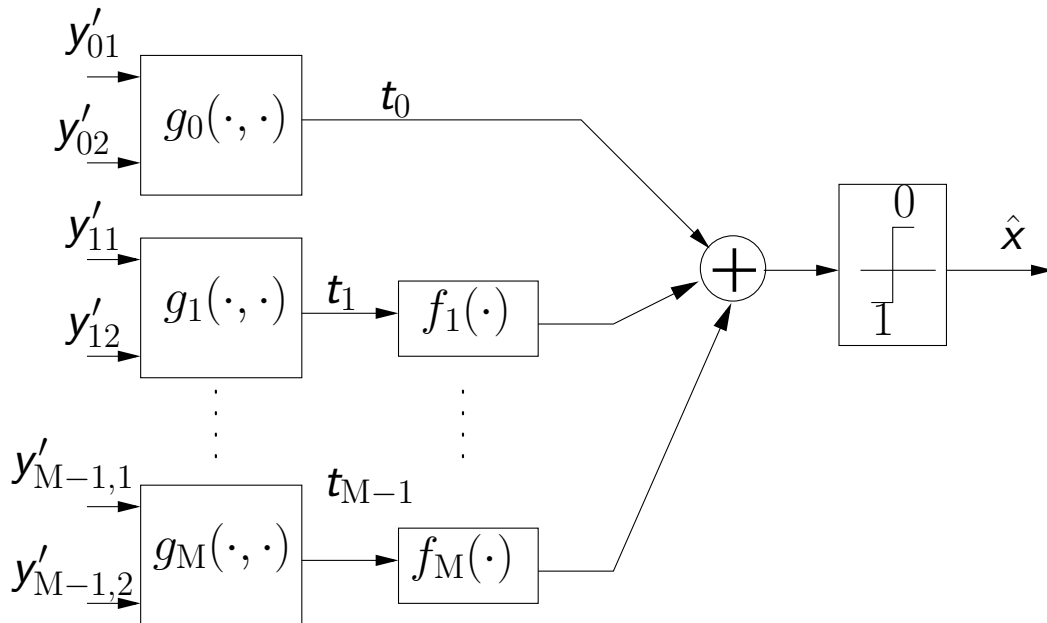 y′₀₁
y′₀₂
g₀(·, ·)
t₀
y′₁₁
y′₁₂
g₁(·, ·)
t₁
f₁(·)
y′M−1,1
y′M−1,2
gM(·, ·)
tM−1
fM(·)
+
0
1
x̂